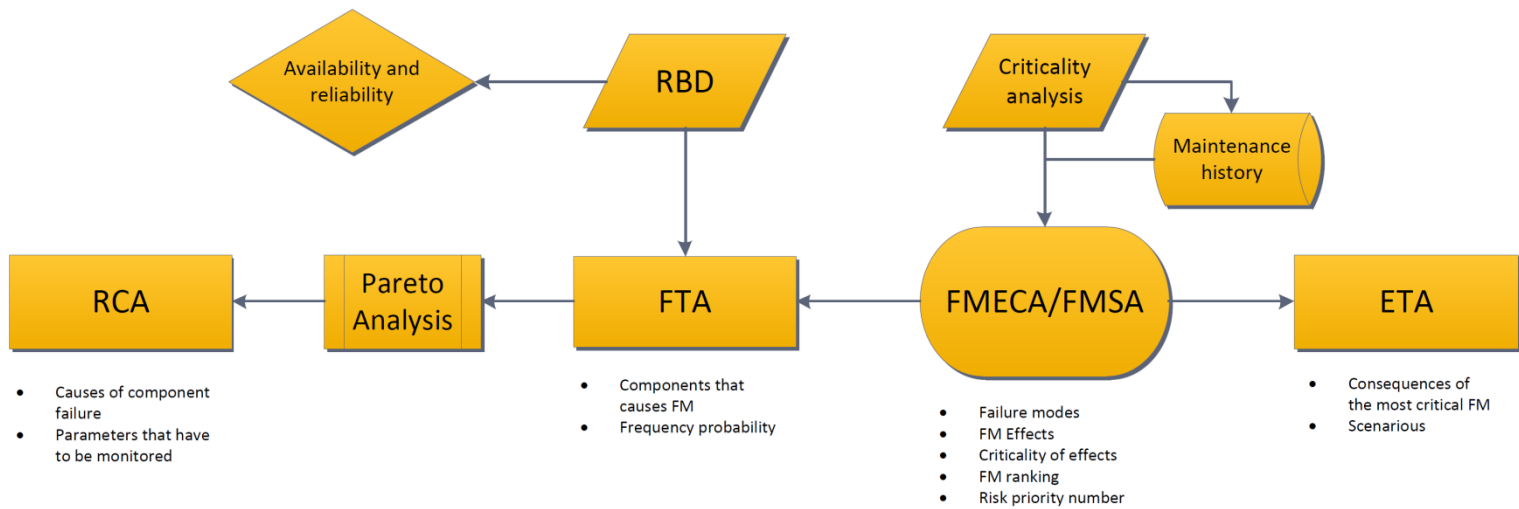 Availability and
reliability
RBD
Criticality
analysis
Maintenance
history
RCA
Pareto
Analysis
FTA
FMECA/FMSA
ETA
• Causes of component
failure
• Parameters that have
to be monitored
• Components that
causes FM
• Frequency probability
• Failure modes
• FM Effects
• Criticality of effects
• FM ranking
• Risk priority number
• Consequences of
the most critical FM
• Scenarious